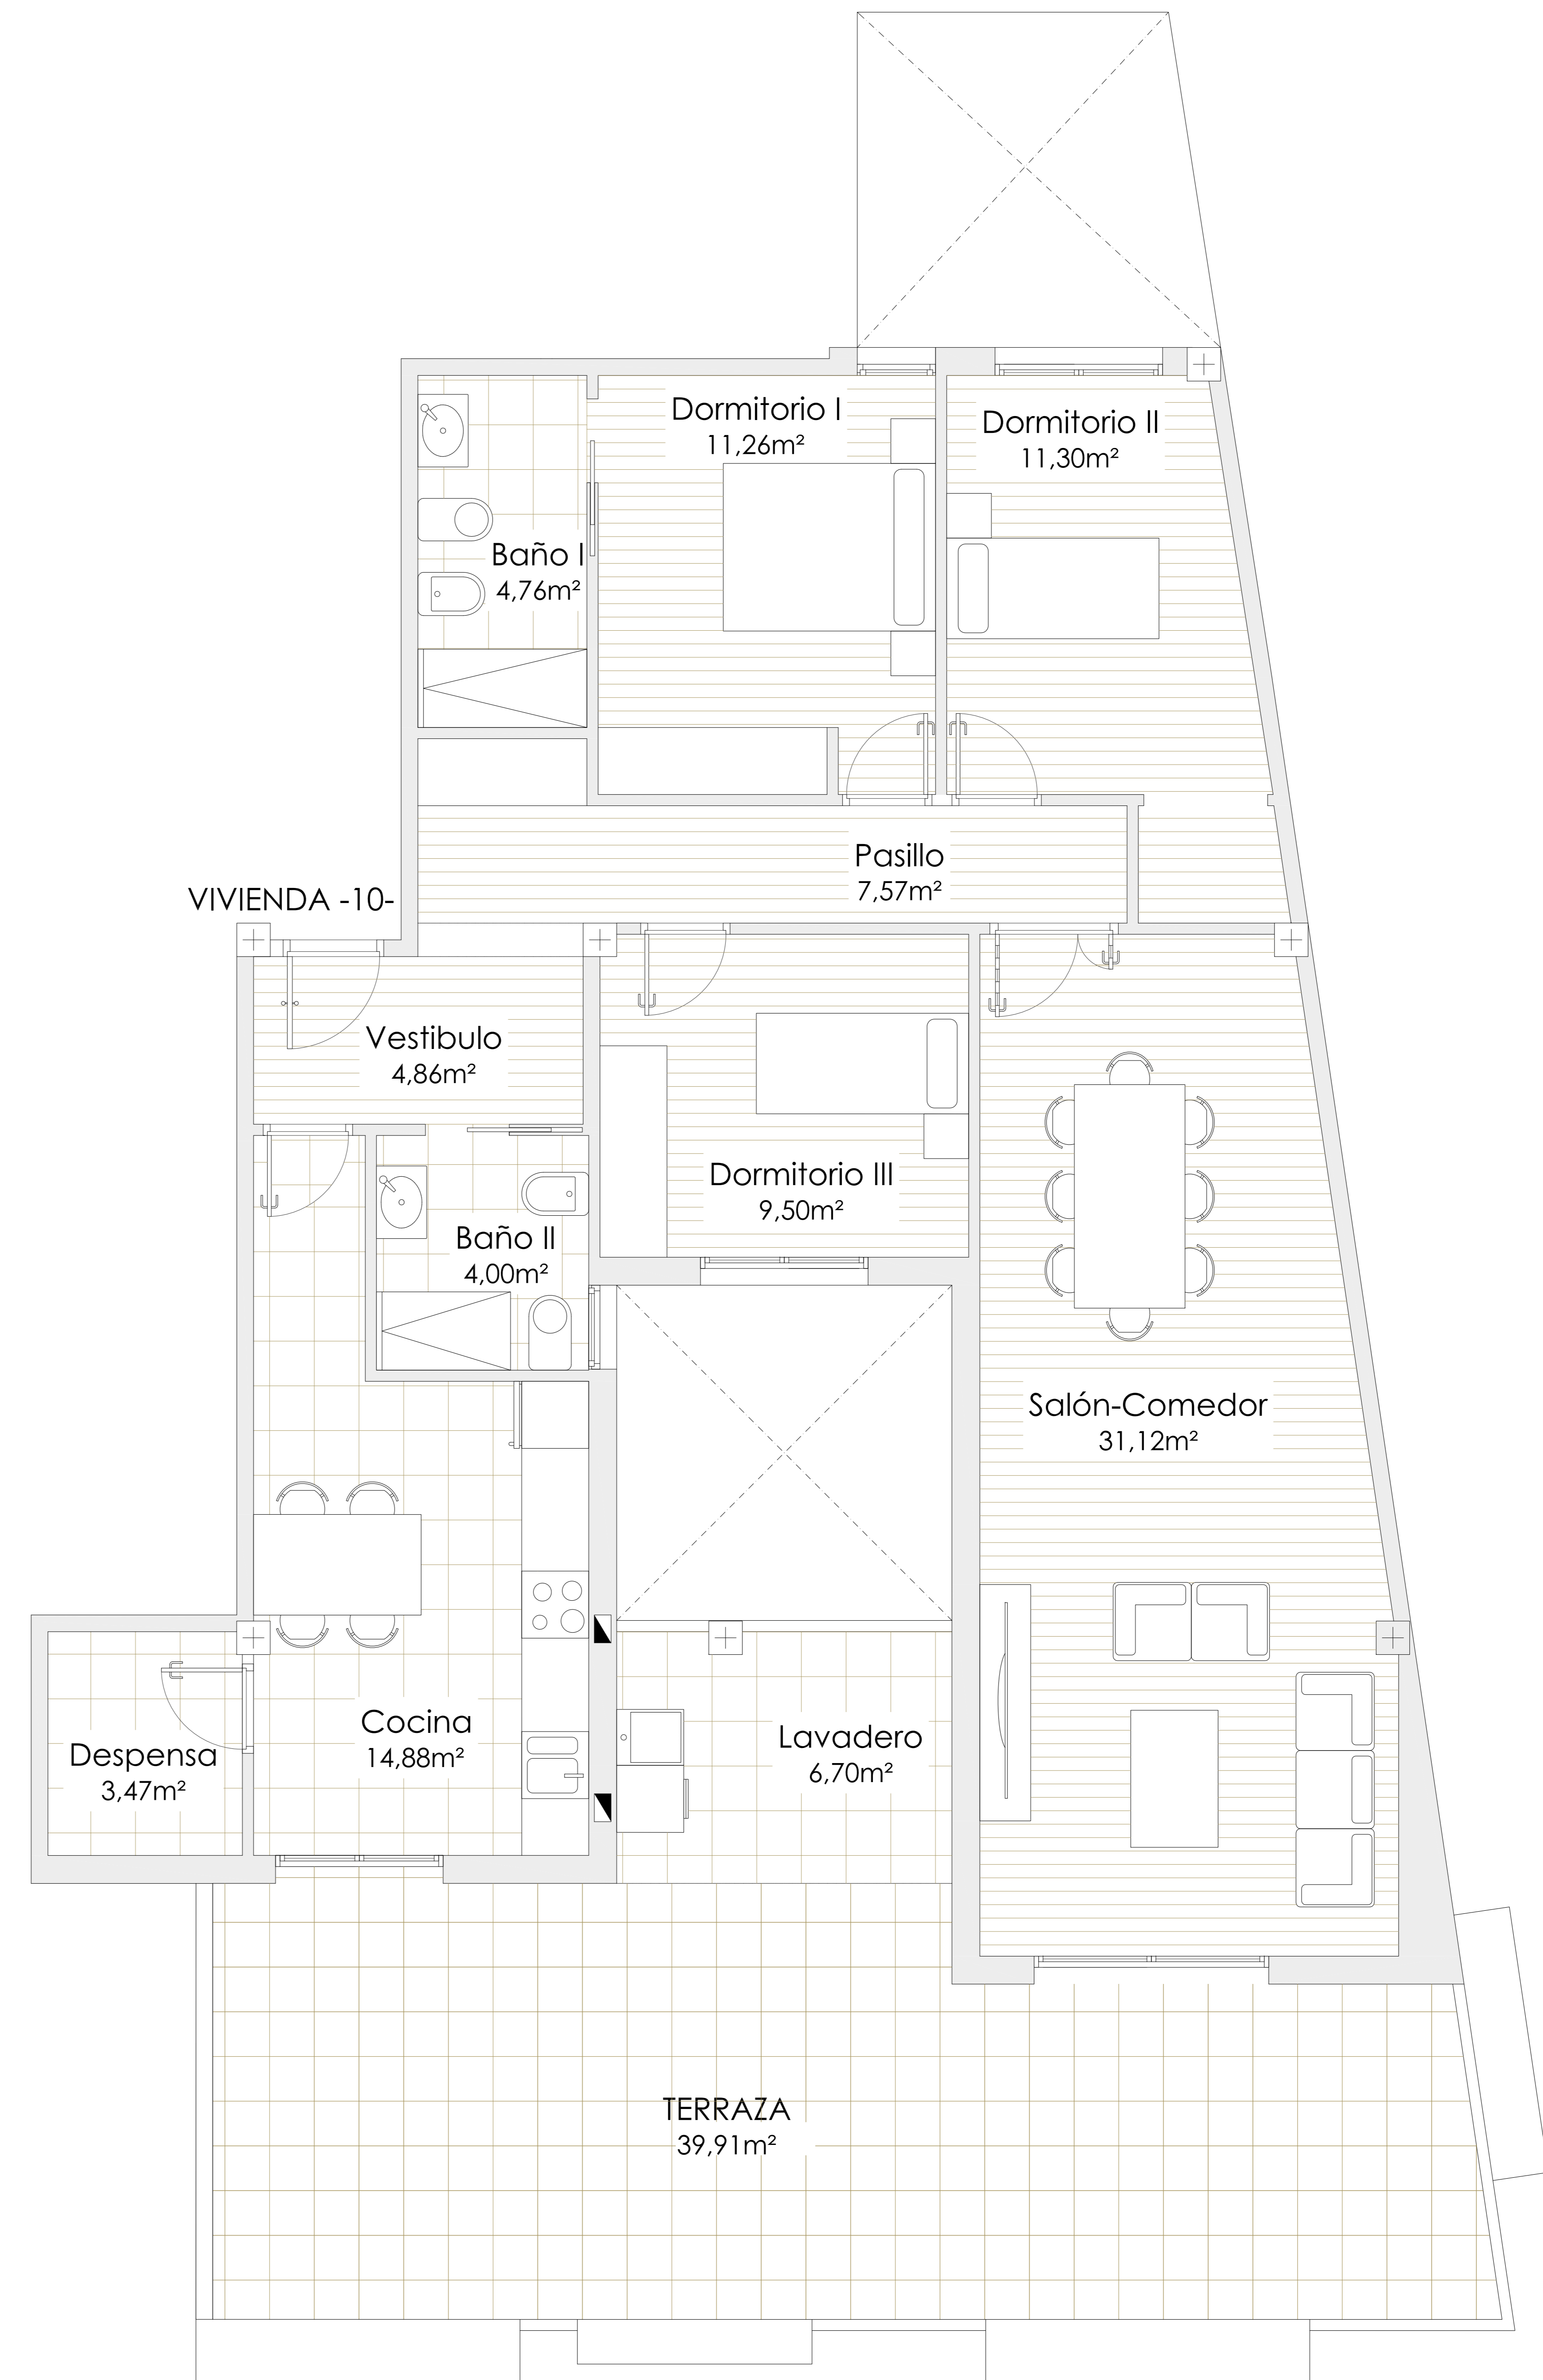 Dormitorio I
11,26m²
Dormitorio II
11,30m²
Baño I
4,76m²
Pasillo
7,57m²
VIVIENDA -10-
Vestibulo
4,86m²
Dormitorio III
9,50m²
Baño II
4,00m²
Salón-Comedor
31,12m²
Cocina
14,88m²
Lavadero
6,70m²
Despensa
3,47m²
TERRAZA
39,91m²